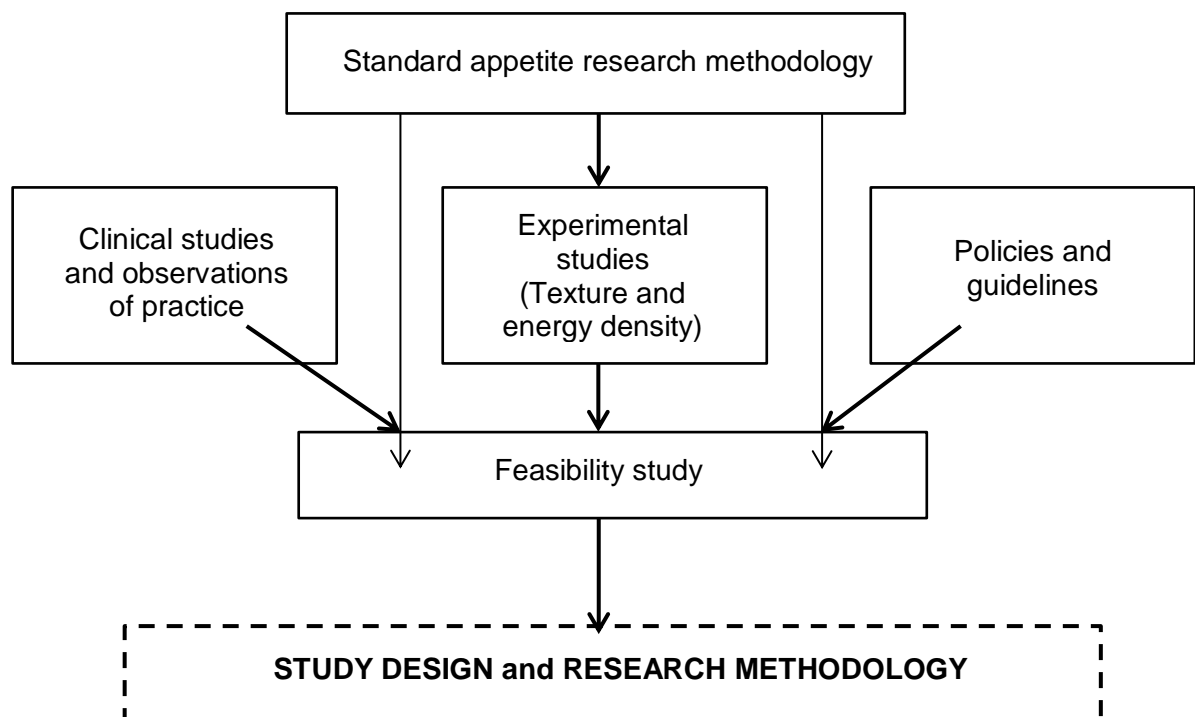 Standard appetite research methodology
Clinical studies
and observations
of practice
Experimental
studies
(Texture and
energy density)
Policies and
guidelines
Feasibility study
STUDY DESIGN and RESEARCH METHODOLOGY